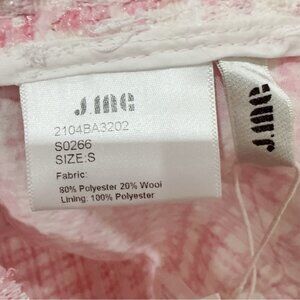 J.ING
2104BA3202
S0266
SIZE:S
Fabric:
80% Polyester 20% Wool
Lining: 100% Polyester
J.ING